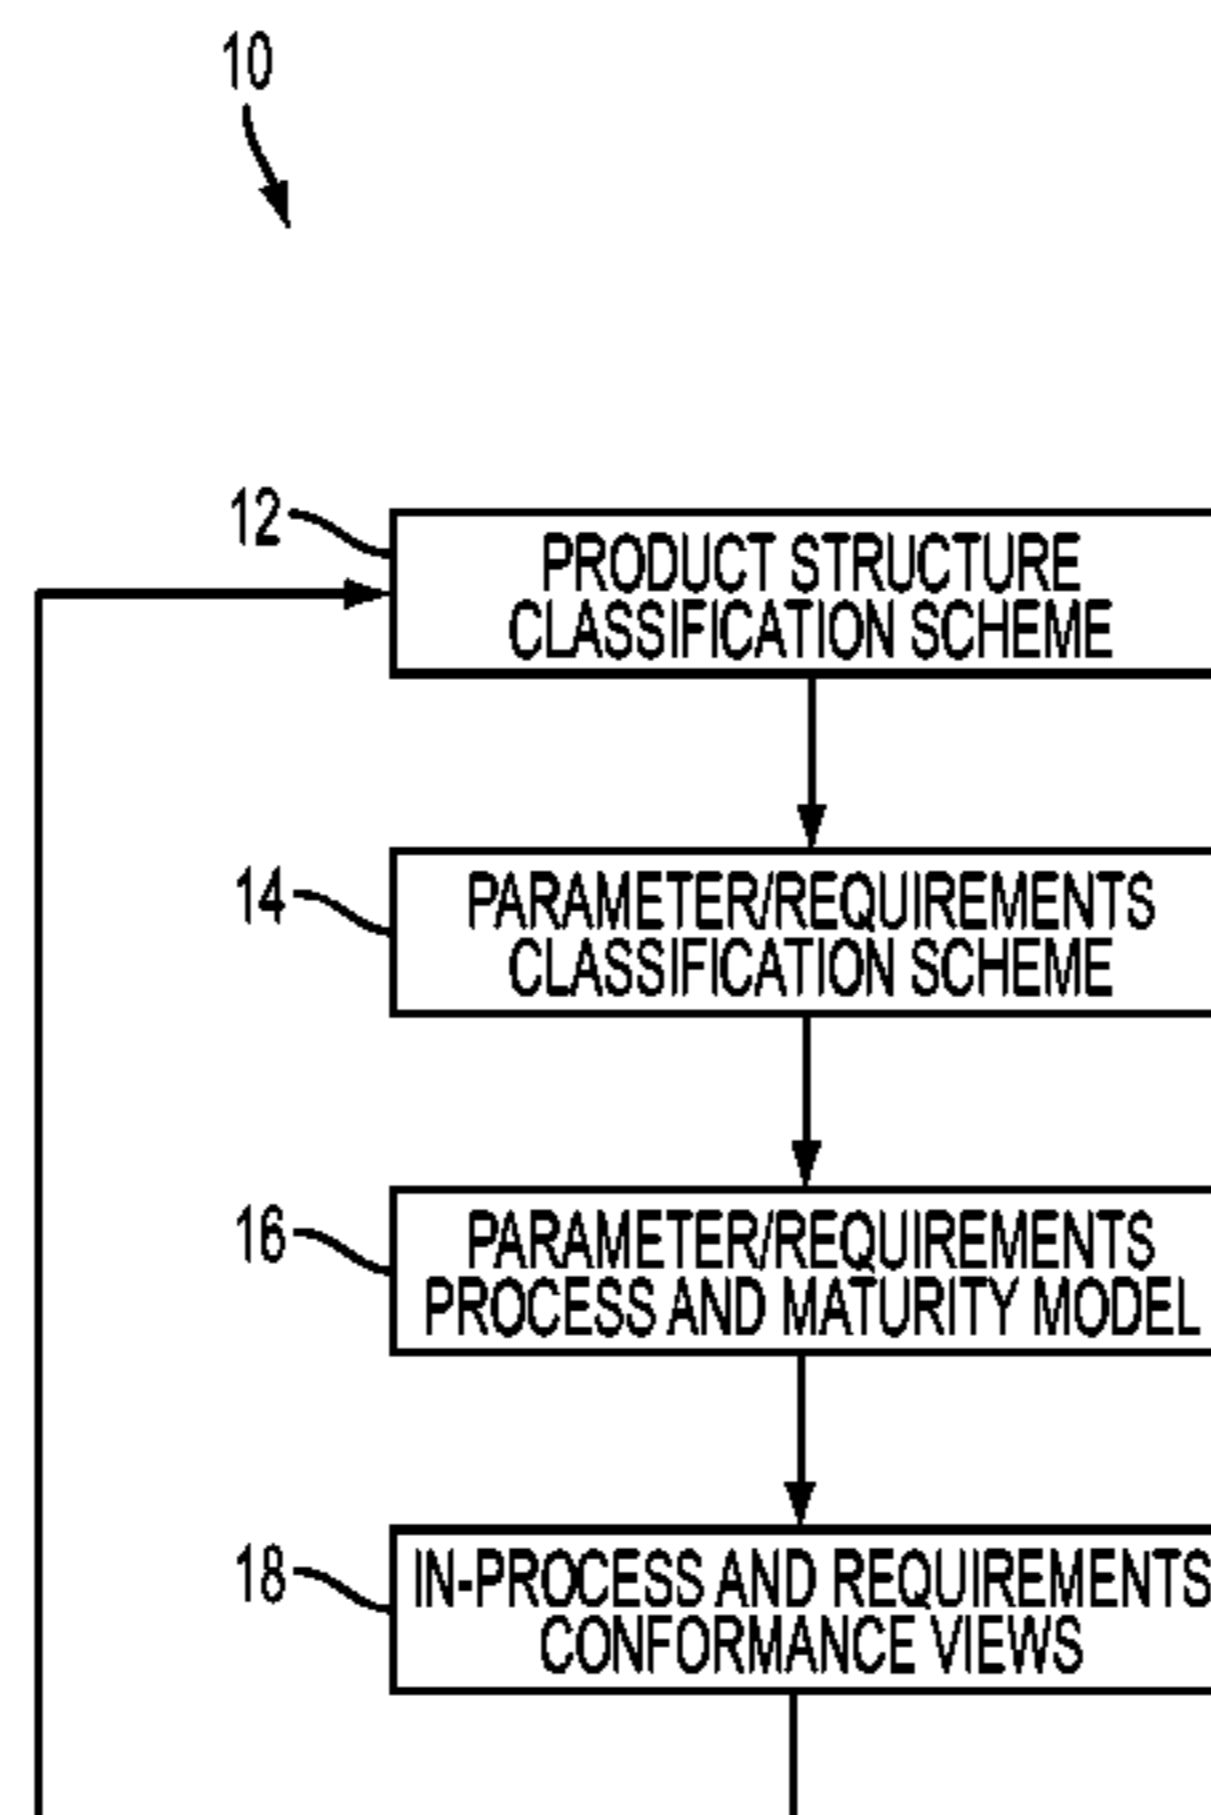 10
12
PRODUCT STRUCTURE
CLASSIFICATION SCHEME
14
PARAMETER/REQUIREMENTS
CLASSIFICATION SCHEME
16
PARAMETER/REQUIREMENTS
PROCESS AND MATURITY MODEL
18
IN-PROCESS AND REQUIREMENTS
CONFORMANCE VIEWS